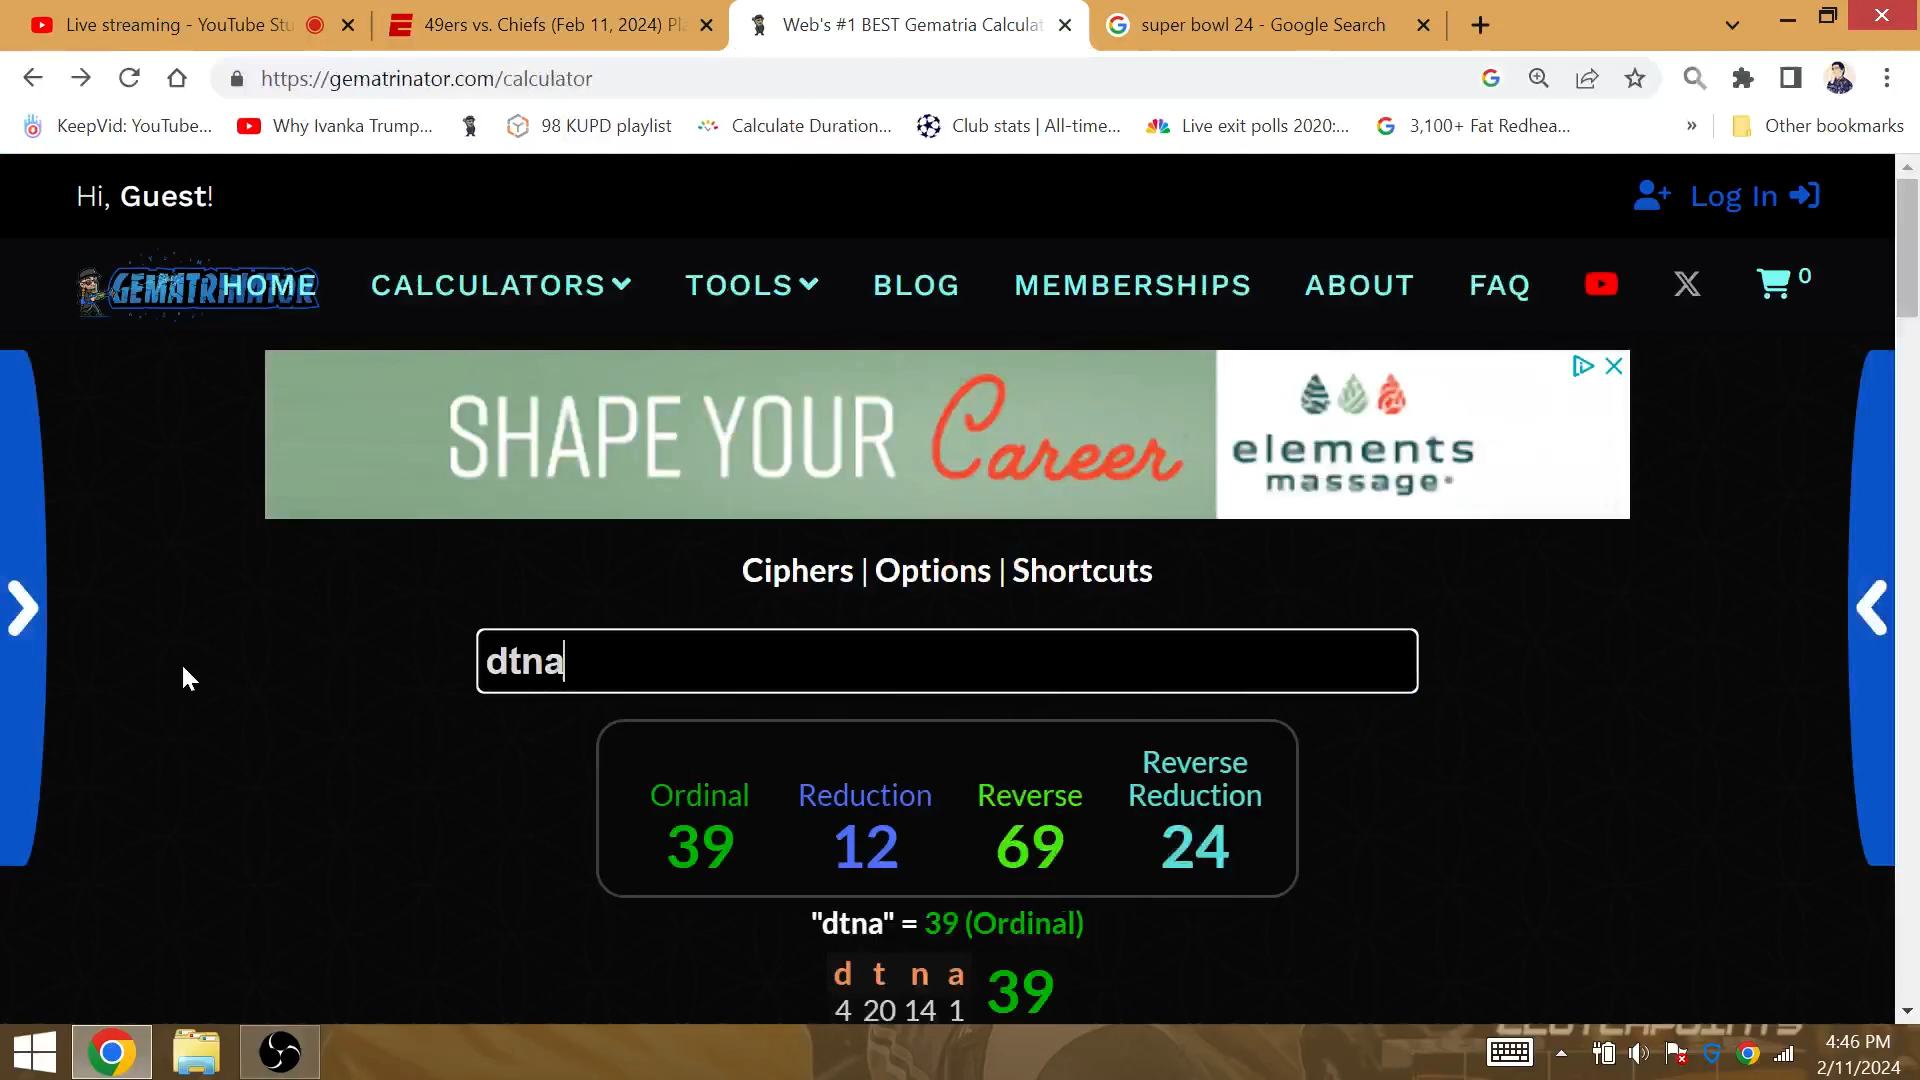 Live streaming - YouTube Stu
49ers vs. Chiefs (Feb 11, 2024) Pl
Web's #1 BEST Gematria Calculat
super bowl 24 - Google Search
https://gematrinator.com/calculator
KeepVid: YouTube...
Why Ivanka Trump...
98 KUPD playlist
Calculate Duration...
Club stats | All-time...
Live exit polls 2020:...
3,100+ Fat Redhea...
»
Other bookmarks
Hi, Guest!
Log In
GEMATRINATOR
HOME
CALCULATORS
TOOLS
BLOG
MEMBERSHIPS
ABOUT
FAQ
0
SHAPE YOUR Career
elements
massage
Ciphers | Options | Shortcuts
dtna
Ordinal
39
Reduction
12
Reverse
69
Reverse
Reduction
24
"dtna" = 39 (Ordinal)
d t n a
4 20 14 1
39
CLUTCHPOINTS
4:46 PM
2/11/2024